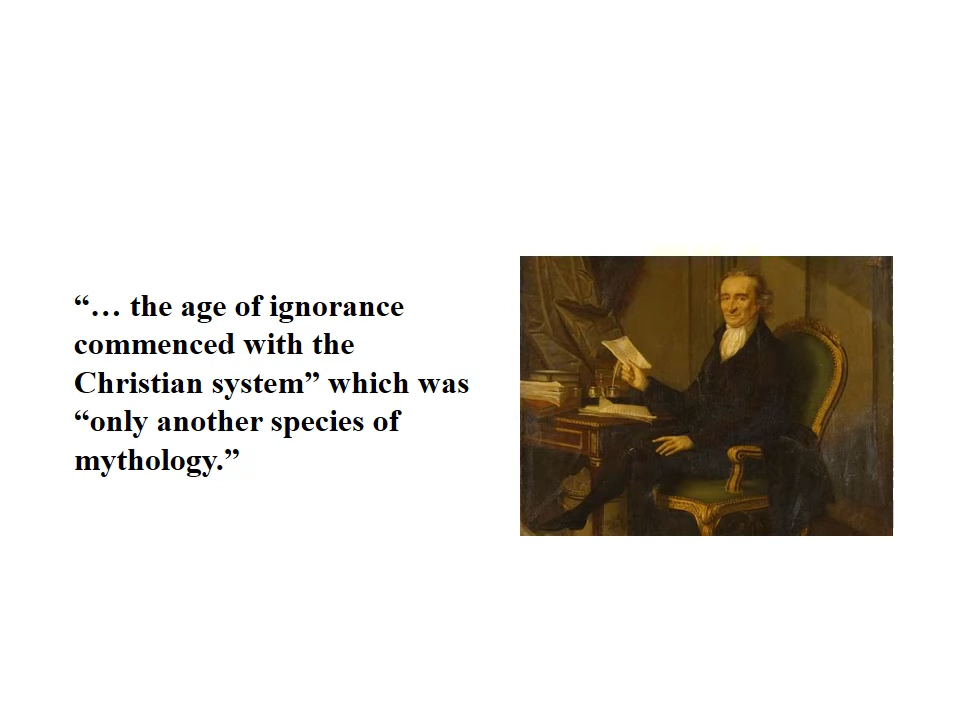 “… the age of ignorance
commenced with the
Christian system” which was
“only another species of
mythology.”